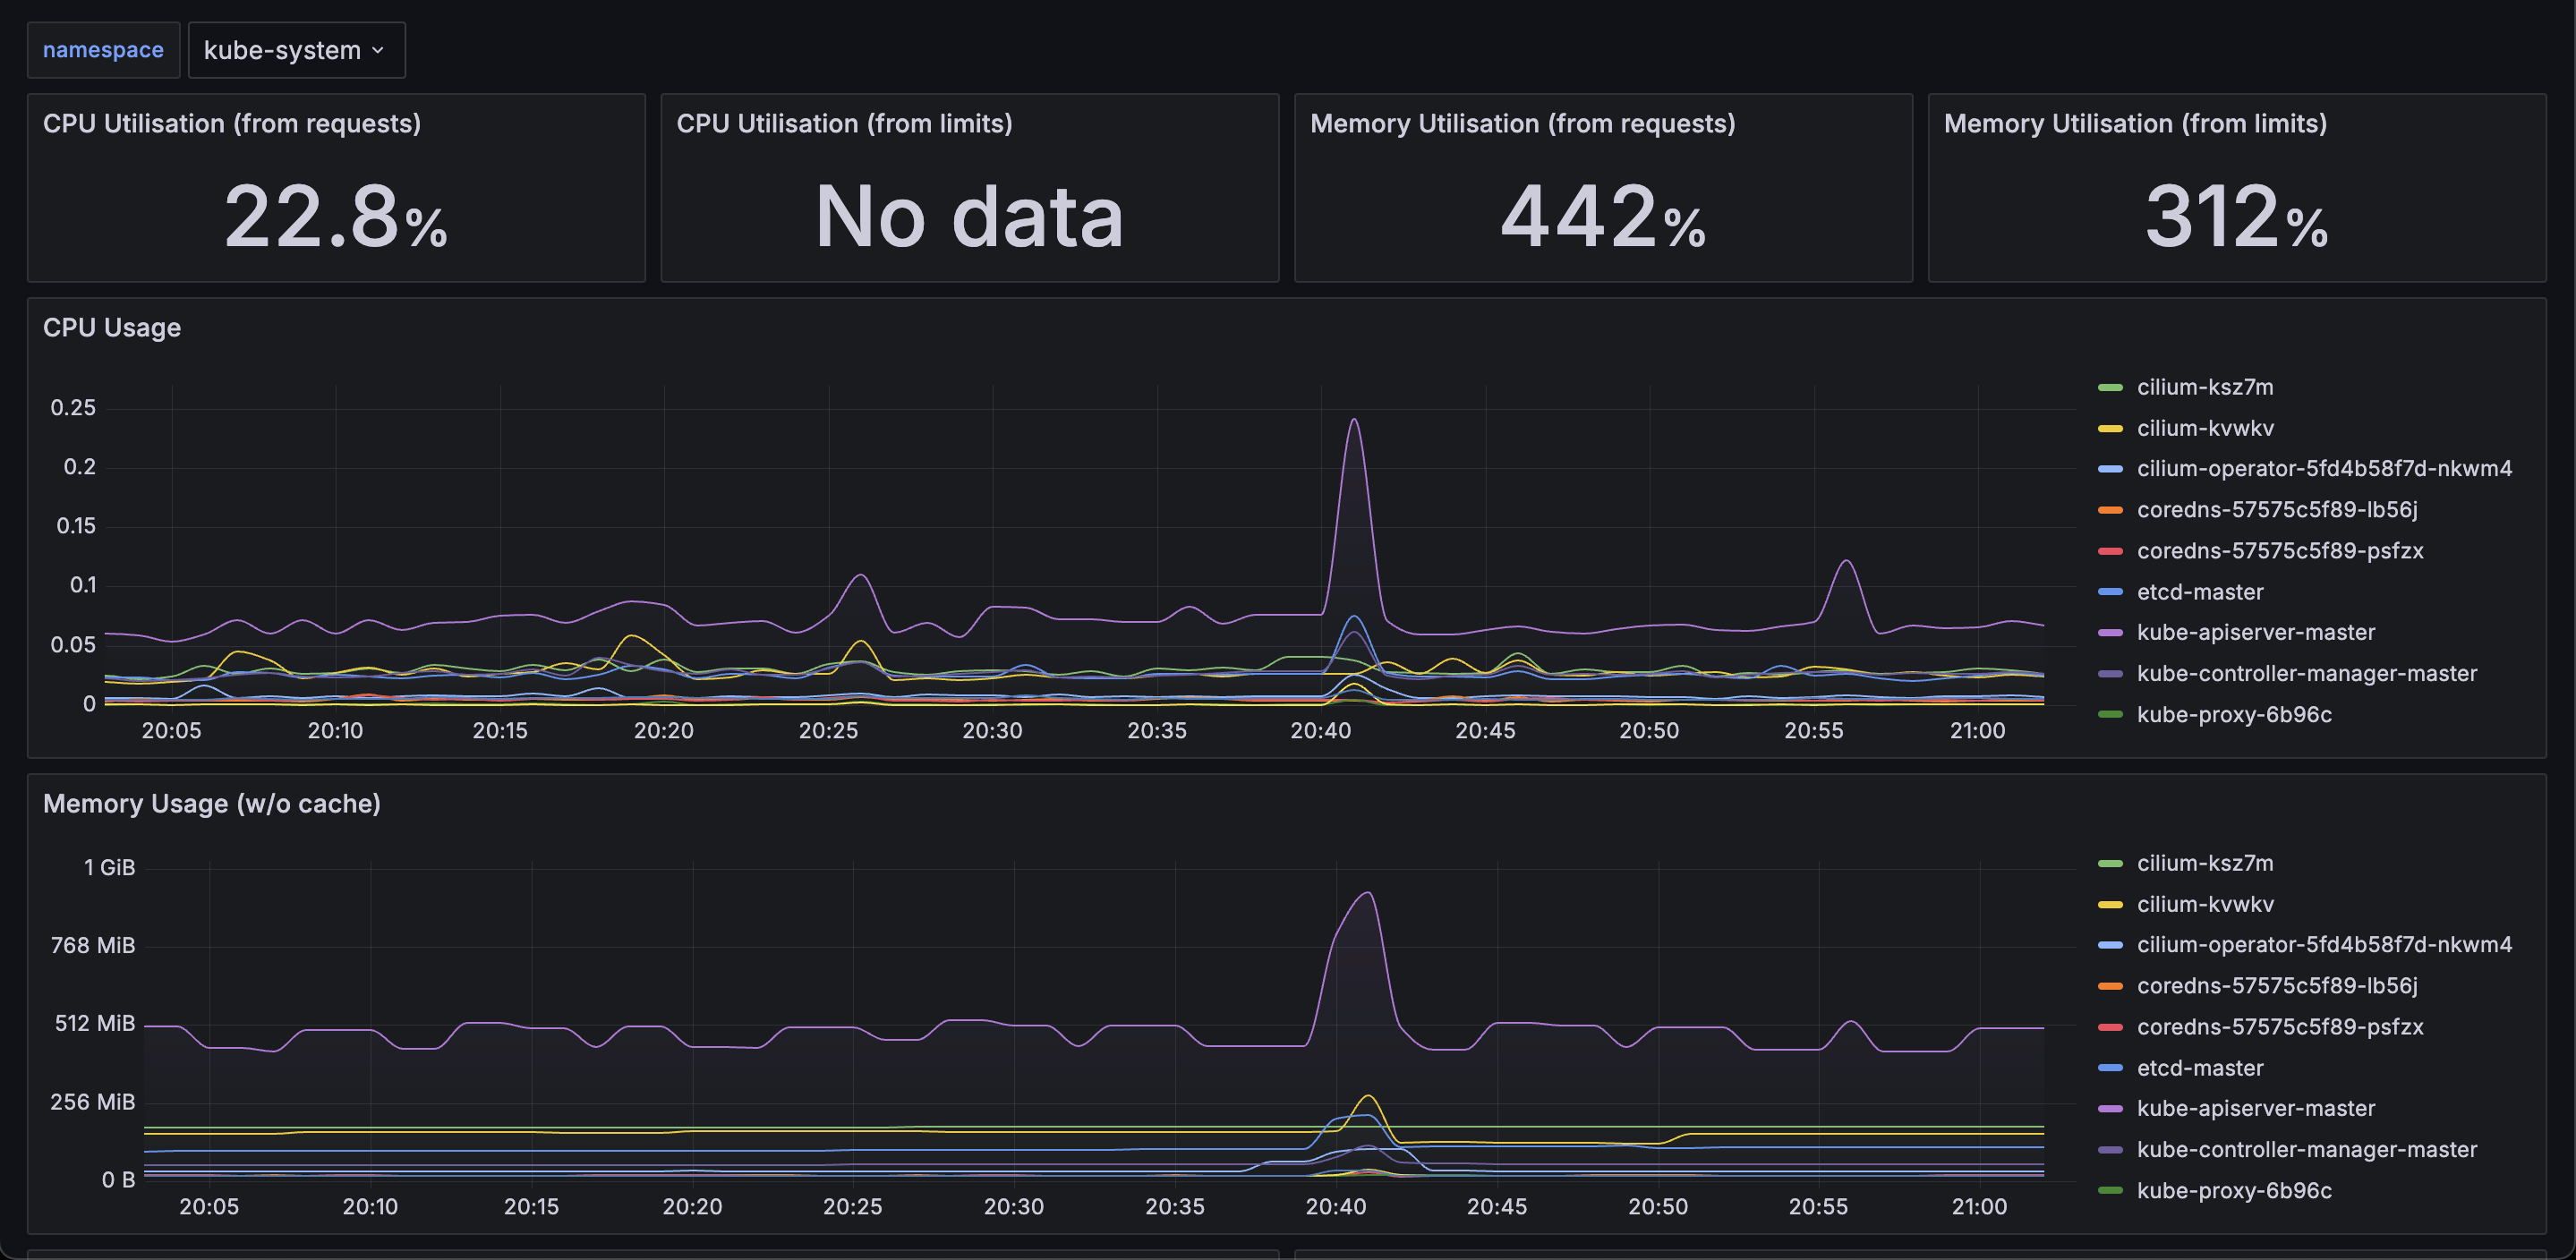 namespace kube-system
CPU Utilisation (from requests)
22.8%
CPU Utilisation (from limits)
No data
Memory Utilisation (from requests)
442%
Memory Utilisation (from limits)
312%
CPU Usage
0.25
0.2
0.15
0.1
0.05
0
20:05 20:10 20:15 20:20 20:25 20:30 20:35 20:40 20:45 20:50 20:55 21:00
cilium-ksz7m
cilium-kvwkv
cilium-operator-5fd4b58f7d-nkwm4
coredns-57575c5f89-lb56j
coredns-57575c5f89-psfzx
etcd-master
kube-apiserver-master
kube-controller-manager-master
kube-proxy-6b96c
Memory Usage (w/o cache)
1 GiB
768 MiB
512 MiB
256 MiB
0 B
20:05 20:10 20:15 20:20 20:25 20:30 20:35 20:40 20:45 20:50 20:55 21:00
cilium-ksz7m
cilium-kvwkv
cilium-operator-5fd4b58f7d-nkwm4
coredns-57575c5f89-lb56j
coredns-57575c5f89-psfzx
etcd-master
kube-apiserver-master
kube-controller-manager-master
kube-proxy-6b96c